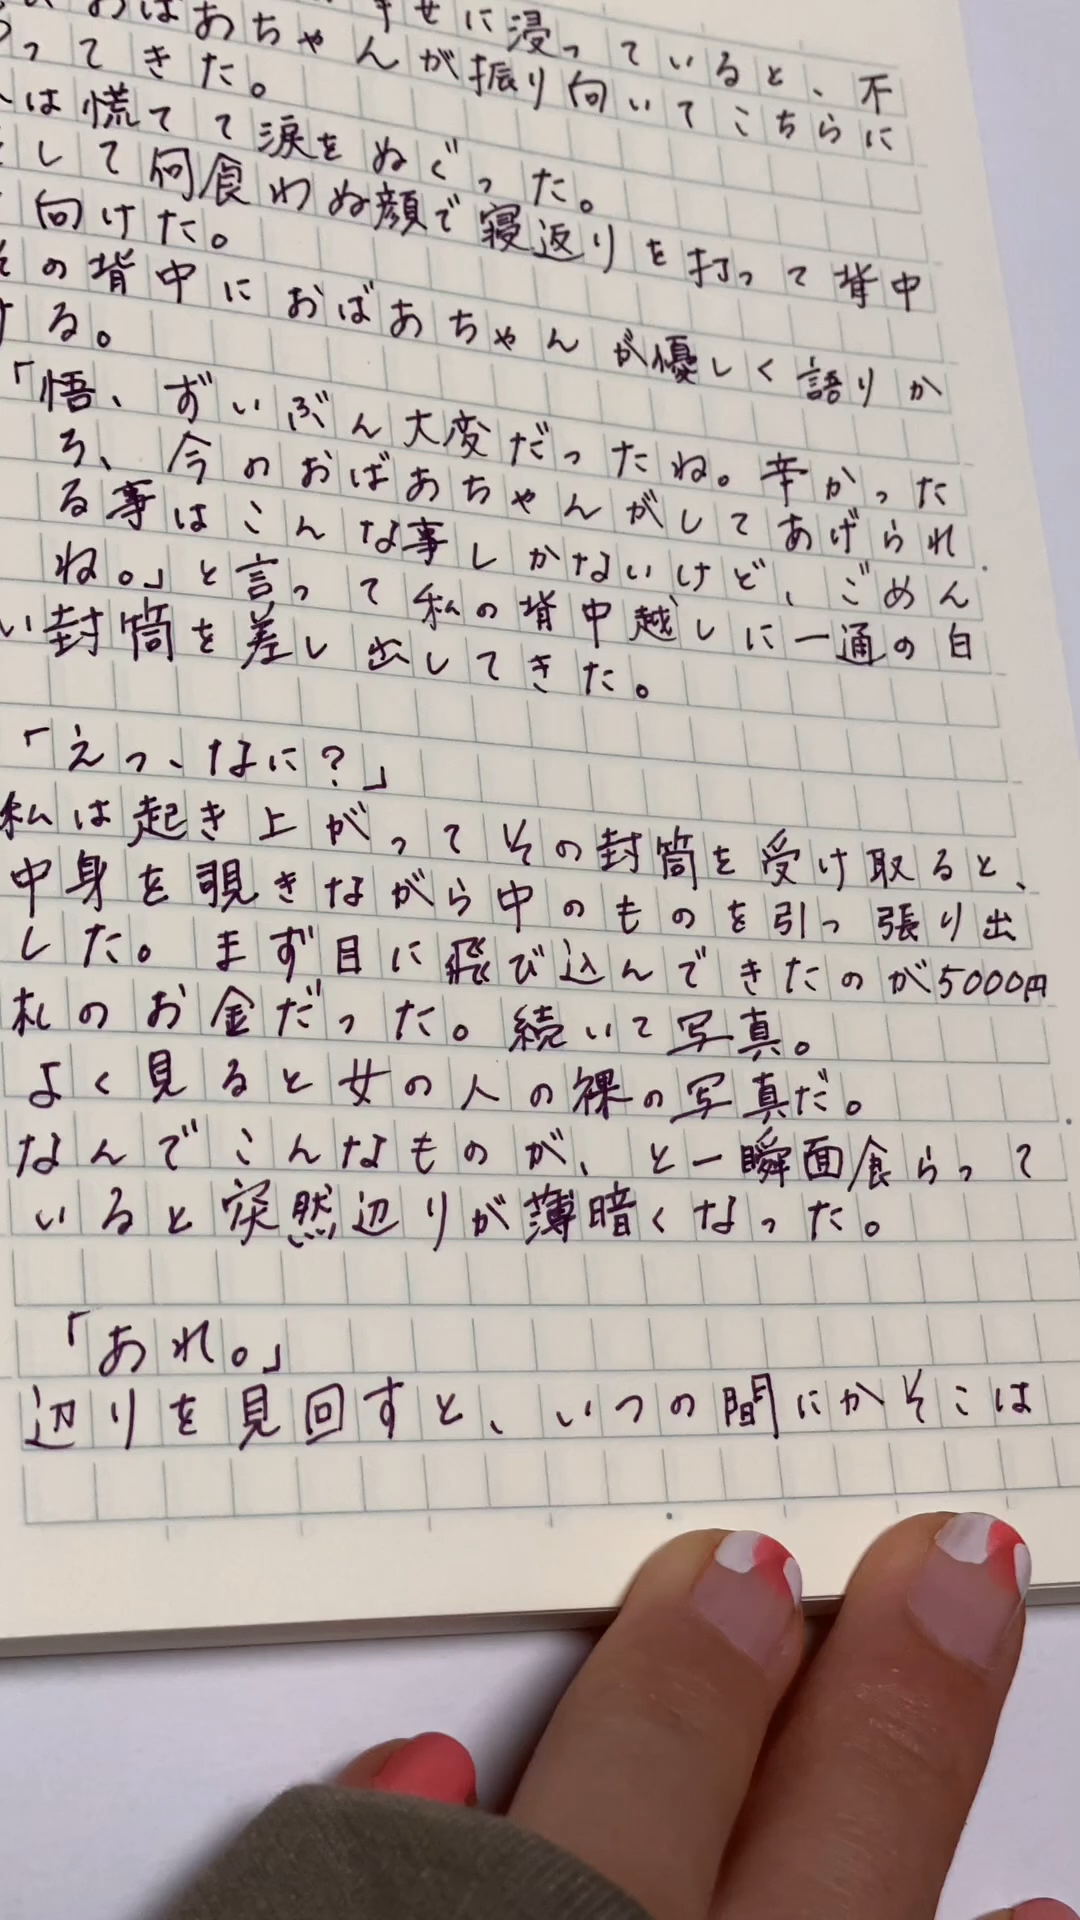 おばあちゃんが幸せに浸っていると、不
ってきた。
は慌てて涙をぬぐった。
して何食わぬ顔で寝返りを打って背中
向けた。
その背中におばあちゃんが優しく語りか
ける。
「悟、ずいぶん大変だったね。辛かった
ろ、今のおばあちゃんがしてあげられ
る事はこんな事しかないけど、ごめん
ね。」と言って私の背中越しに一通の白
い封筒を差し出してきた。
「えっ、なに?」
私は起き上がってその封筒を受け取ると、
中身を覗きながら中のものを引っ張り出
した。まず目に飛び込んできたのが5000円
札のお金だった。続いて写真。
よく見ると女の人の裸の写真だ。
なんでこんなものが、と一瞬面食らって
いると突然辺りが薄暗くなった。
「あれ。」
辺りを見回すと、いつの間にかそこは